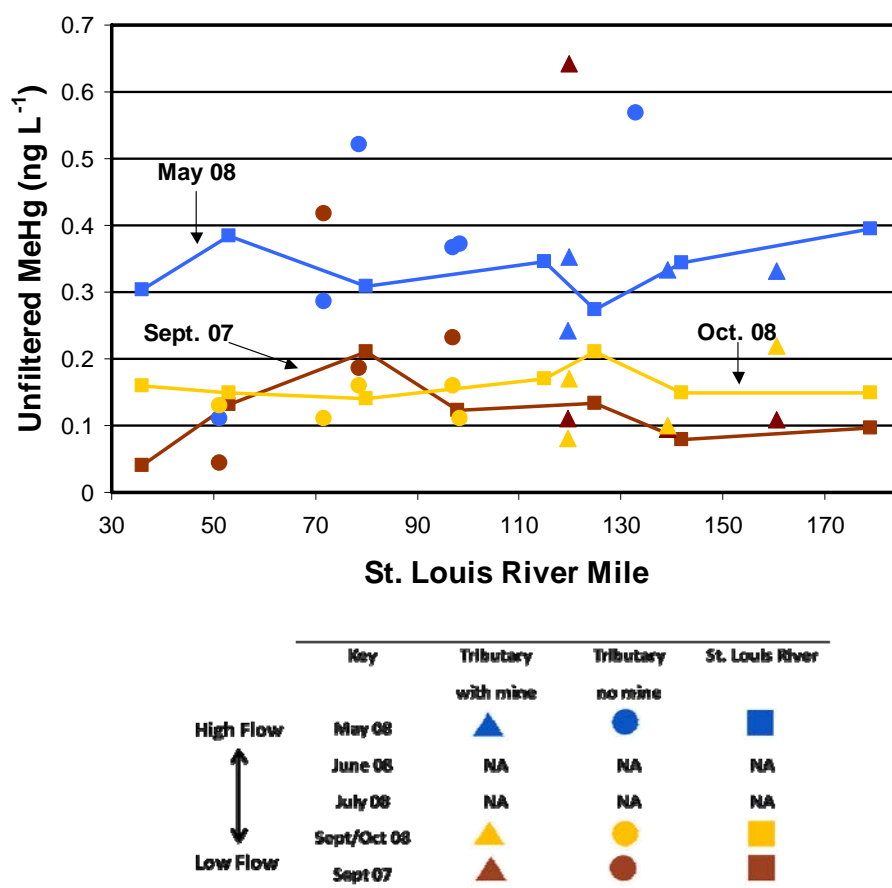 0.7
0.6
0.5
0.4
0.3
0.2
0.1
0
Unfiltered MeHg (ng L⁻¹)
May 08
Sept. 07
Oct. 08
30 50 70 90 110 130 150 170
St. Louis River Mile
Key Tributary with mine Tributary no mine St. Louis River
High Flow
May 08
June 08 NA NA NA
July 08 NA NA NA
Sept/Oct 08
Low Flow
Sept 07